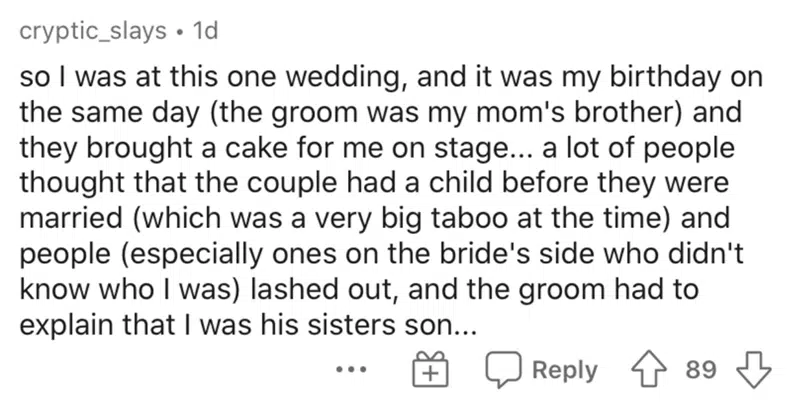 cryptic_slays • 1d
so I was at this one wedding, and it was my birthday on
the same day (the groom was my mom's brother) and
they brought a cake for me on stage... a lot of people
thought that the couple had a child before they were
married (which was a very big taboo at the time) and
people (especially ones on the bride's side who didn't
know who I was) lashed out, and the groom had to
explain that I was his sisters son...
Reply 89